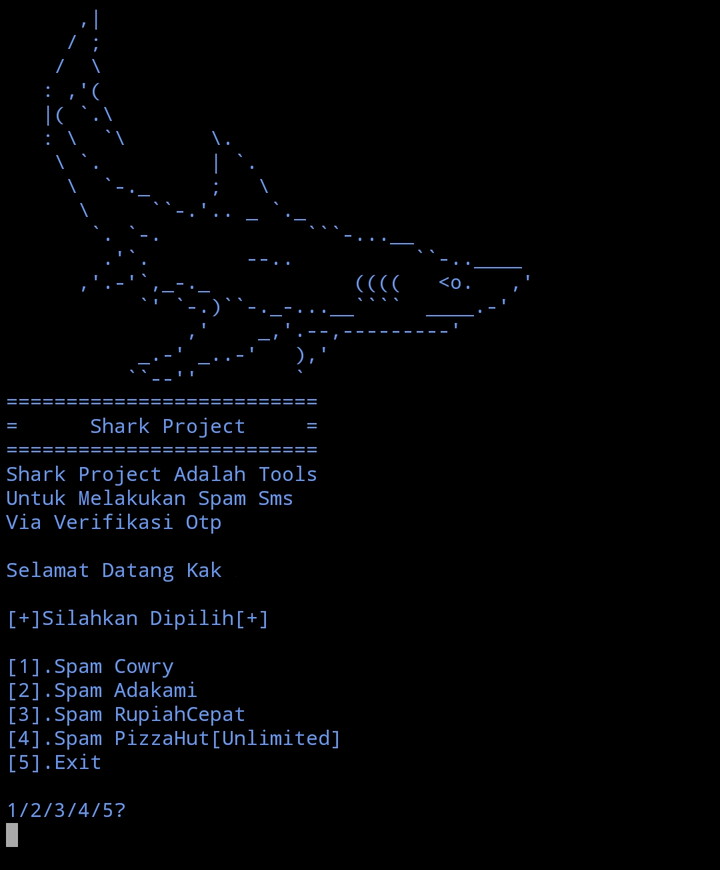 ==========================
=      Shark Project     =
==========================
Shark Project Adalah Tools
Untuk Melakukan Spam Sms
Via Verifikasi Otp
Selamat Datang Kak
[+]Silahkan Dipilih[+]
[1].Spam Cowry
[2].Spam Adakami
[3].Spam RupiahCepat
[4].Spam PizzaHut[Unlimited]
[5].Exit
1/2/3/4/5?